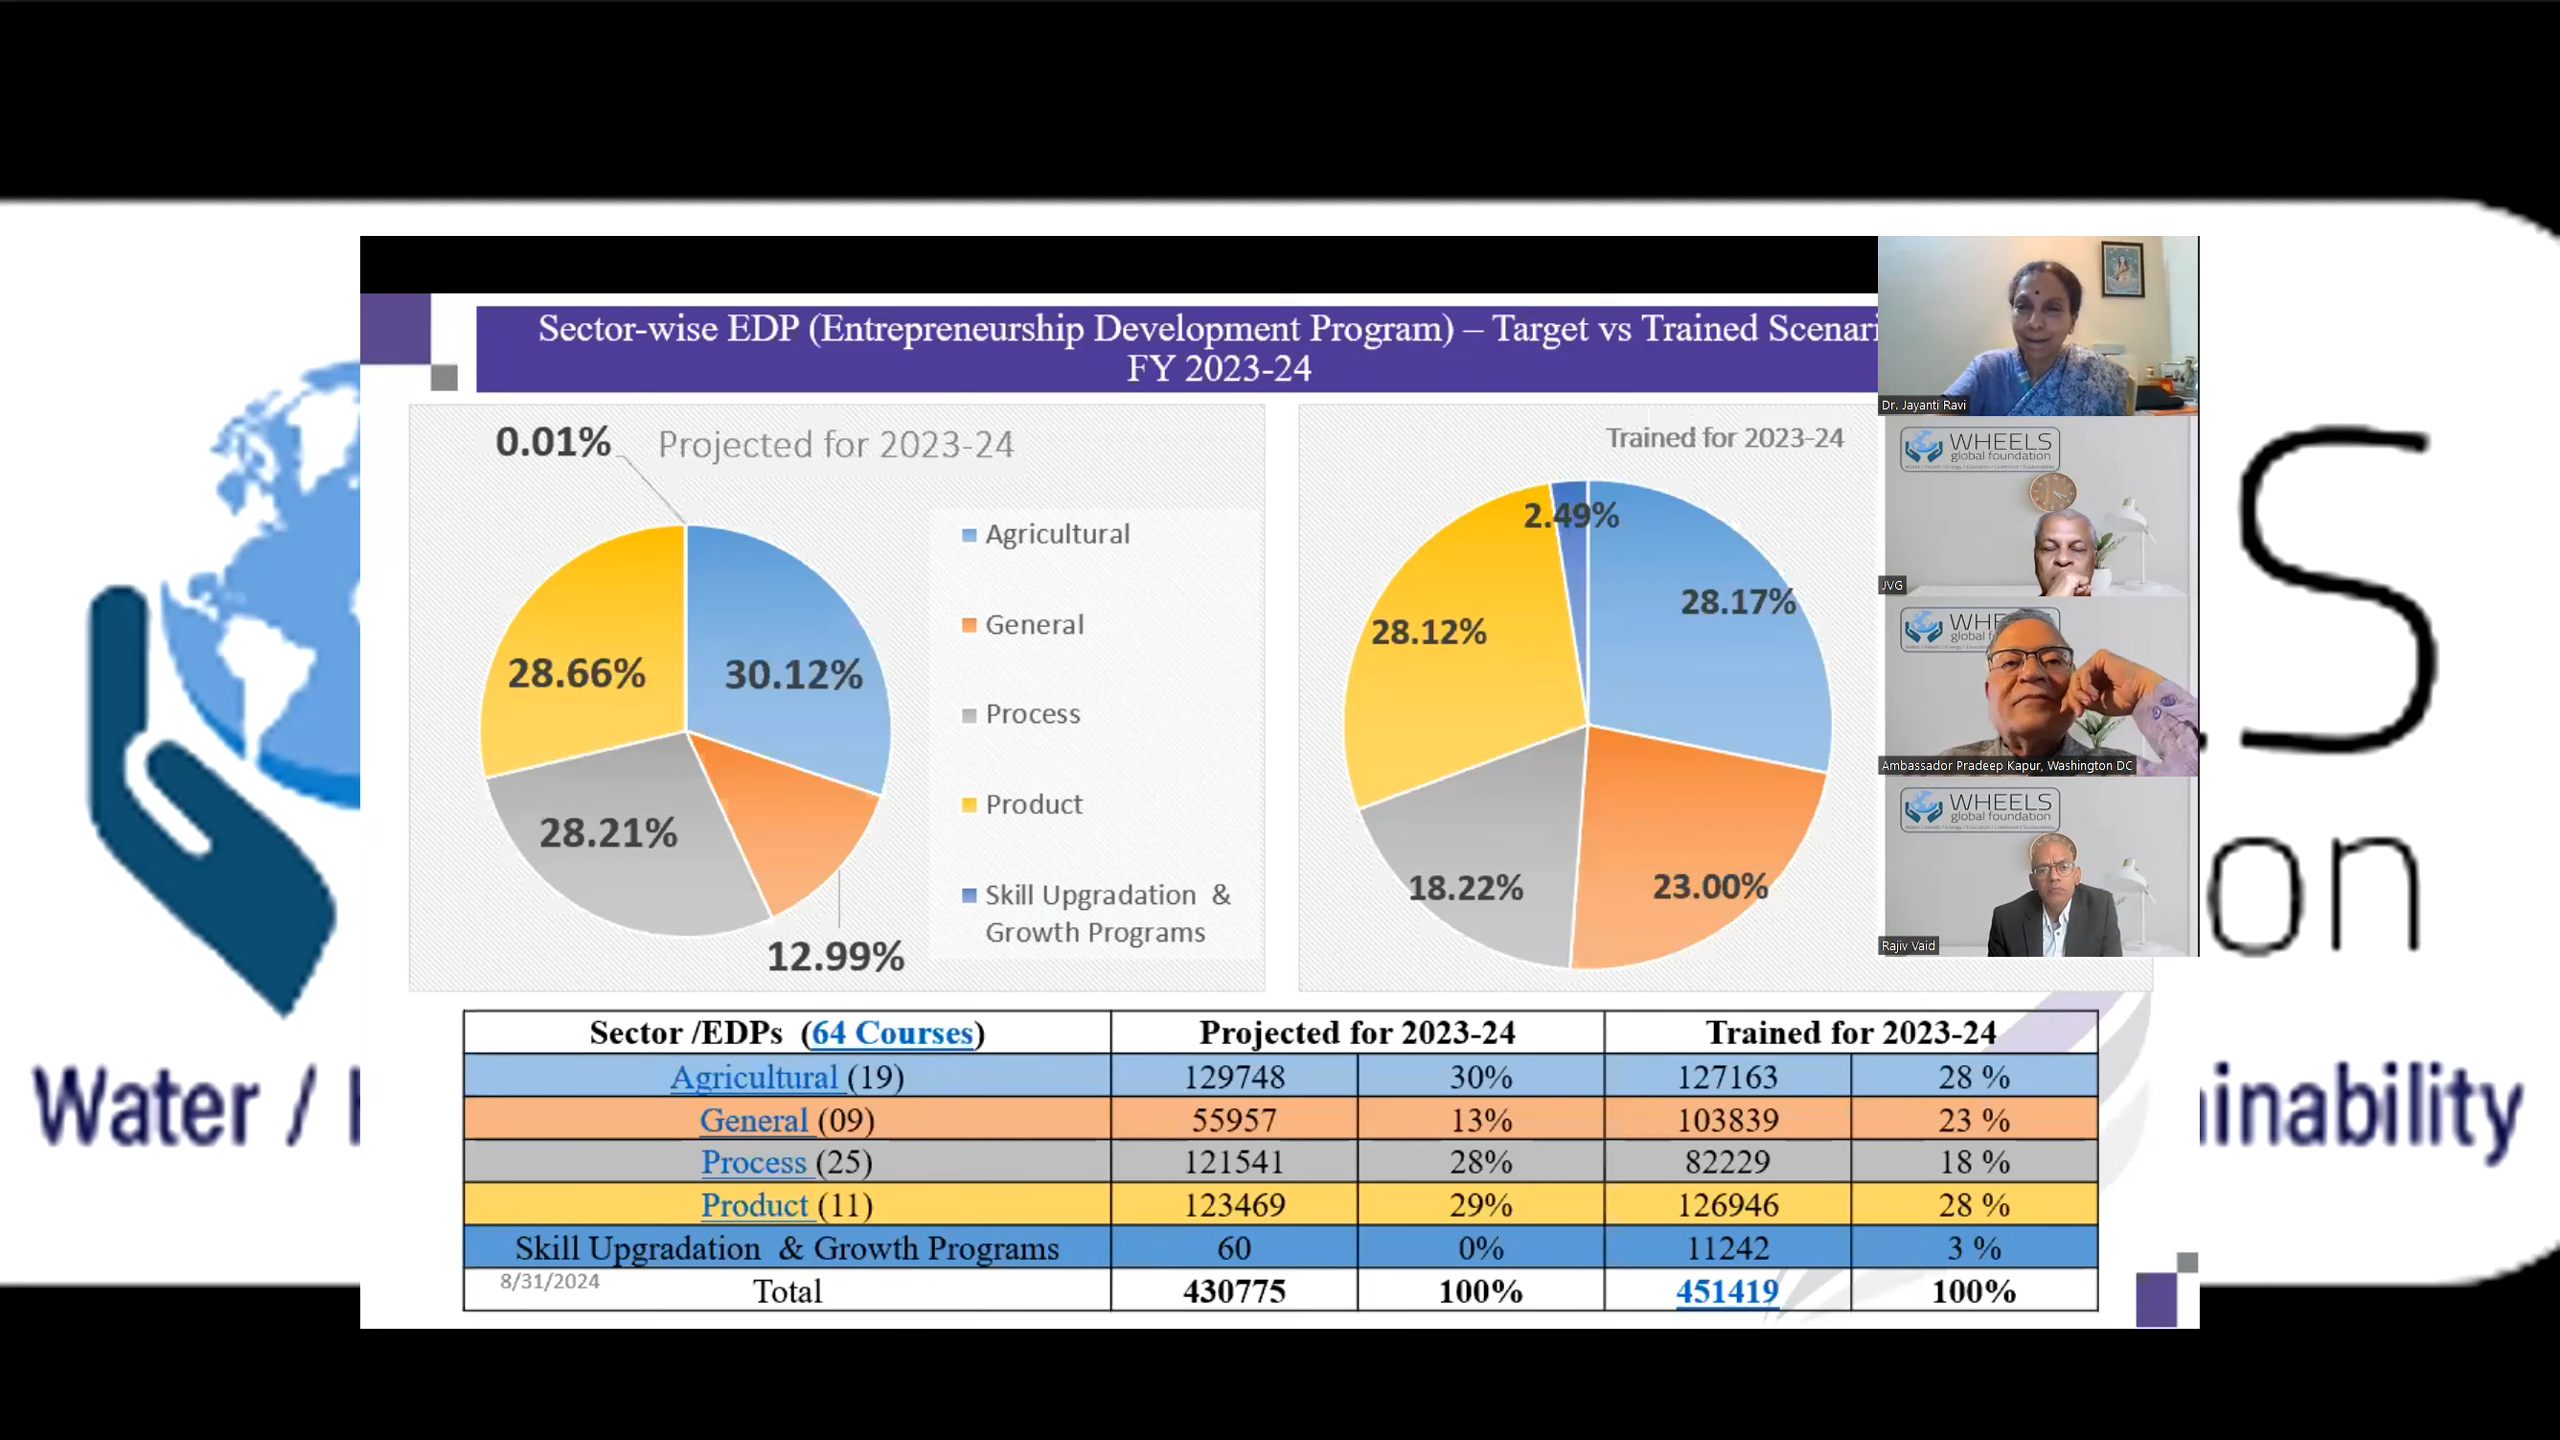 Sector-wise EDP (Entrepreneurship Development Program) – Target vs Trained Scenari
FY 2023-24
0.01%
Projected for 2023-24
28.66%
30.12%
28.21%
12.99%
Agricultural
General
Process
Product
Skill Upgradation &
Growth Programs
Trained for 2023-24
2.49%
28.17%
28.12%
18.22%
23.00%
Dr. Jayanti Ravi
WHEELS
global foundation
JVG
WHE
global f
Ambassador Pradeep Kapur, Washington DC
WHEELS
global foundation
Rajiv Vaid
Sector /EDPs (64 Courses) Projected for 2023-24 Trained for 2023-24
Agricultural (19) 129748 30% 127163 28 %
General (09) 55957 13% 103839 23 %
Process (25) 121541 28% 82229 18 %
Product (11) 123469 29% 126946 28 %
Skill Upgradation & Growth Programs 60 0% 11242 3 %
8/31/2024
Total 430775 100% 451419 100%
S
on
Water /
inability